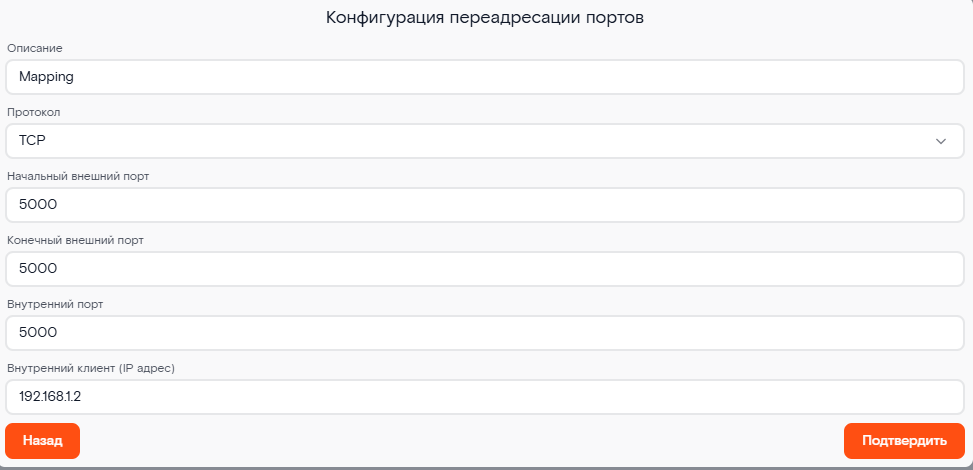 Конфигурация переадресации портов
Описание
Mapping
Протокол
TCP
Начальный внешний порт
5000
Конечный внешний порт
5000
Внутренний порт
5000
Внутренний клиент (IP адрес)
192.168.1.2
Назад
Подтвердить